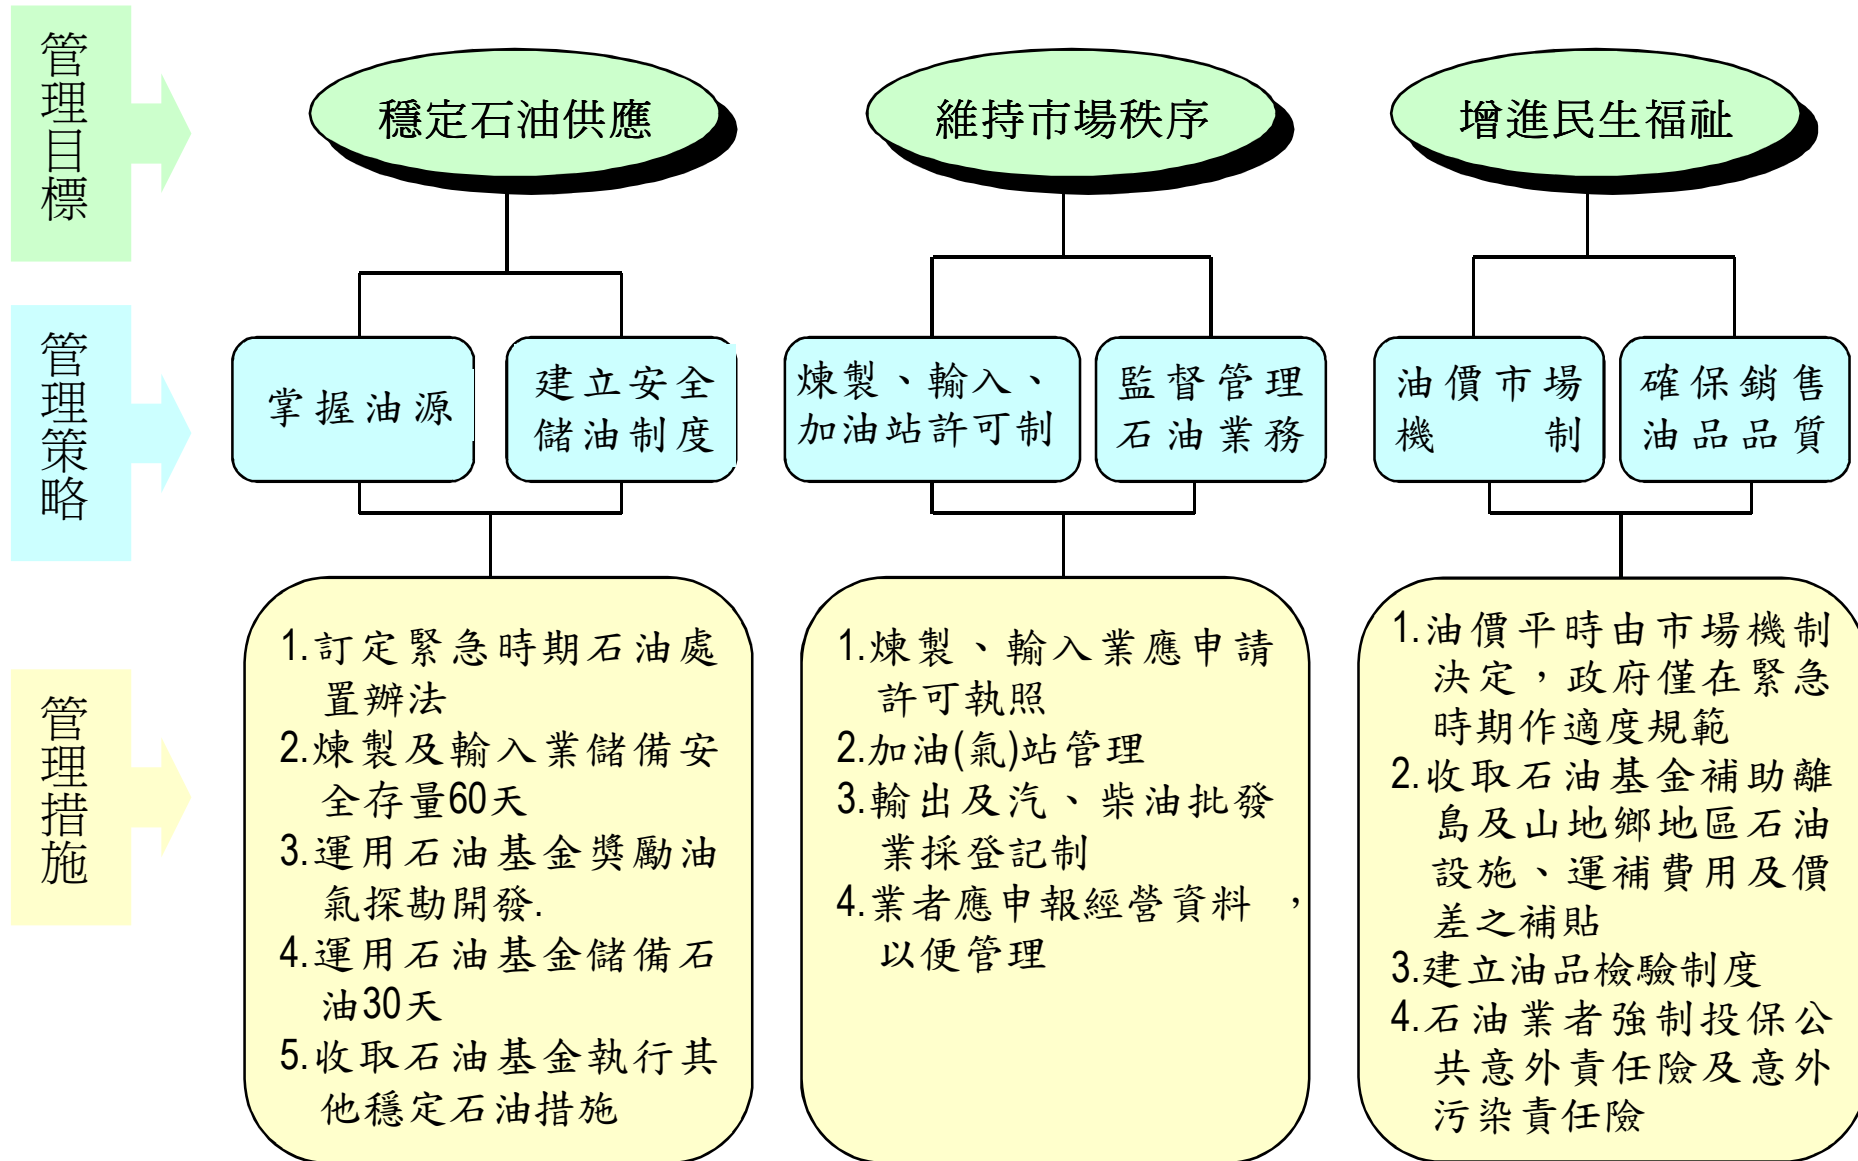 管理目標
穩定石油供應
維持市場秩序
增進民生福祉
管理策略
掌握油源
建立安全
儲油制度
煉製、輸入、
加油站許可制
監督管理
石油業務
油價市場
機制
確保銷售
油品品質
管理措施
1.訂定緊急時期石油處
置辦法
2.煉製及輸入業儲備安
全存量60天
3.運用石油基金獎勵油
氣探勘開發.
4.運用石油基金儲備石
油30天
5.收取石油基金執行其
他穩定石油措施
1.煉製、輸入業應申請
許可執照
2.加油(氣)站管理
3.輸出及汽、柴油批發
業採登記制
4.業者應申報經營資料，
以便管理
1.油價平時由市場機制
決定，政府僅在緊急
時期作適度規範
2.收取石油基金補助離
島及山地鄉地區石油
設施、運補費用及價
差之補貼
3.建立油品檢驗制度
4.石油業者強制投保公
共意外責任險及意外
污染責任險